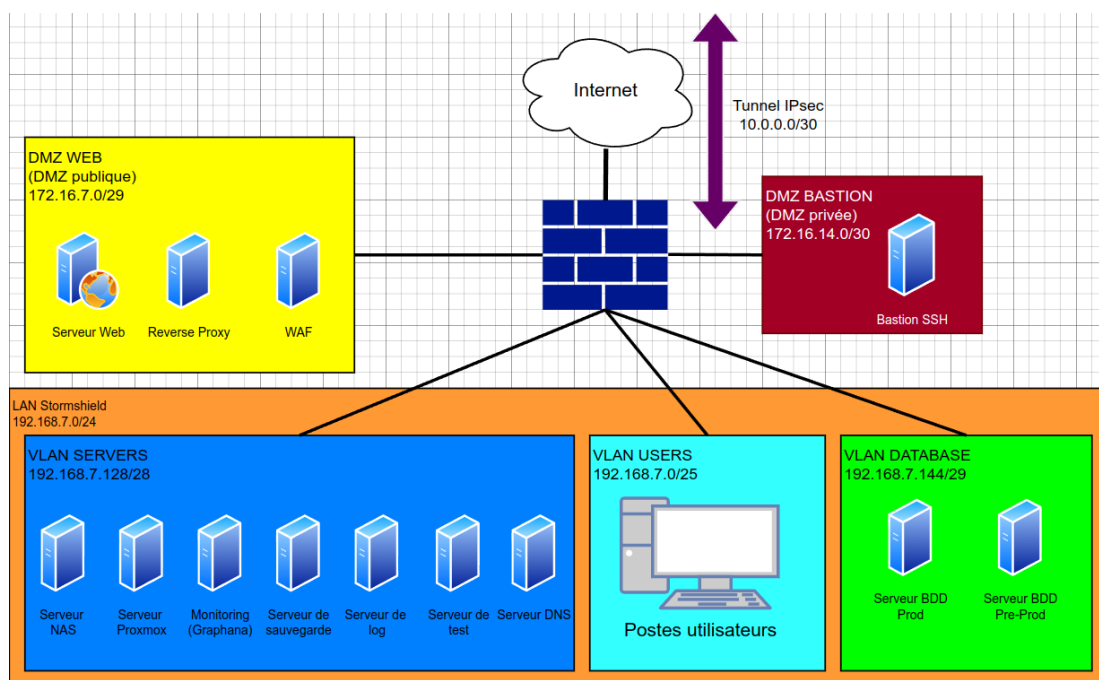 Internet
Tunnel IPsec
10.0.0.0/30
DMZ WEB
(DMZ publique)
172.16.7.0/29
Serveur Web
Reverse Proxy
WAF
DMZ BASTION
(DMZ privée)
172.16.14.0/30
Bastion SSH
LAN Stormshield
192.168.7.0/24
VLAN SERVERS
192.168.7.128/28
Serveur
NAS
Serveur
Proxmox
Monitoring
(Graphana)
Serveur de
sauvegarde
Serveur de
log
Serveur de
test
Serveur DNS
VLAN USERS
192.168.7.0/25
Postes utilisateurs
VLAN DATABASE
192.168.7.144/29
Serveur BDD
Prod
Serveur BDD
Pre-Prod